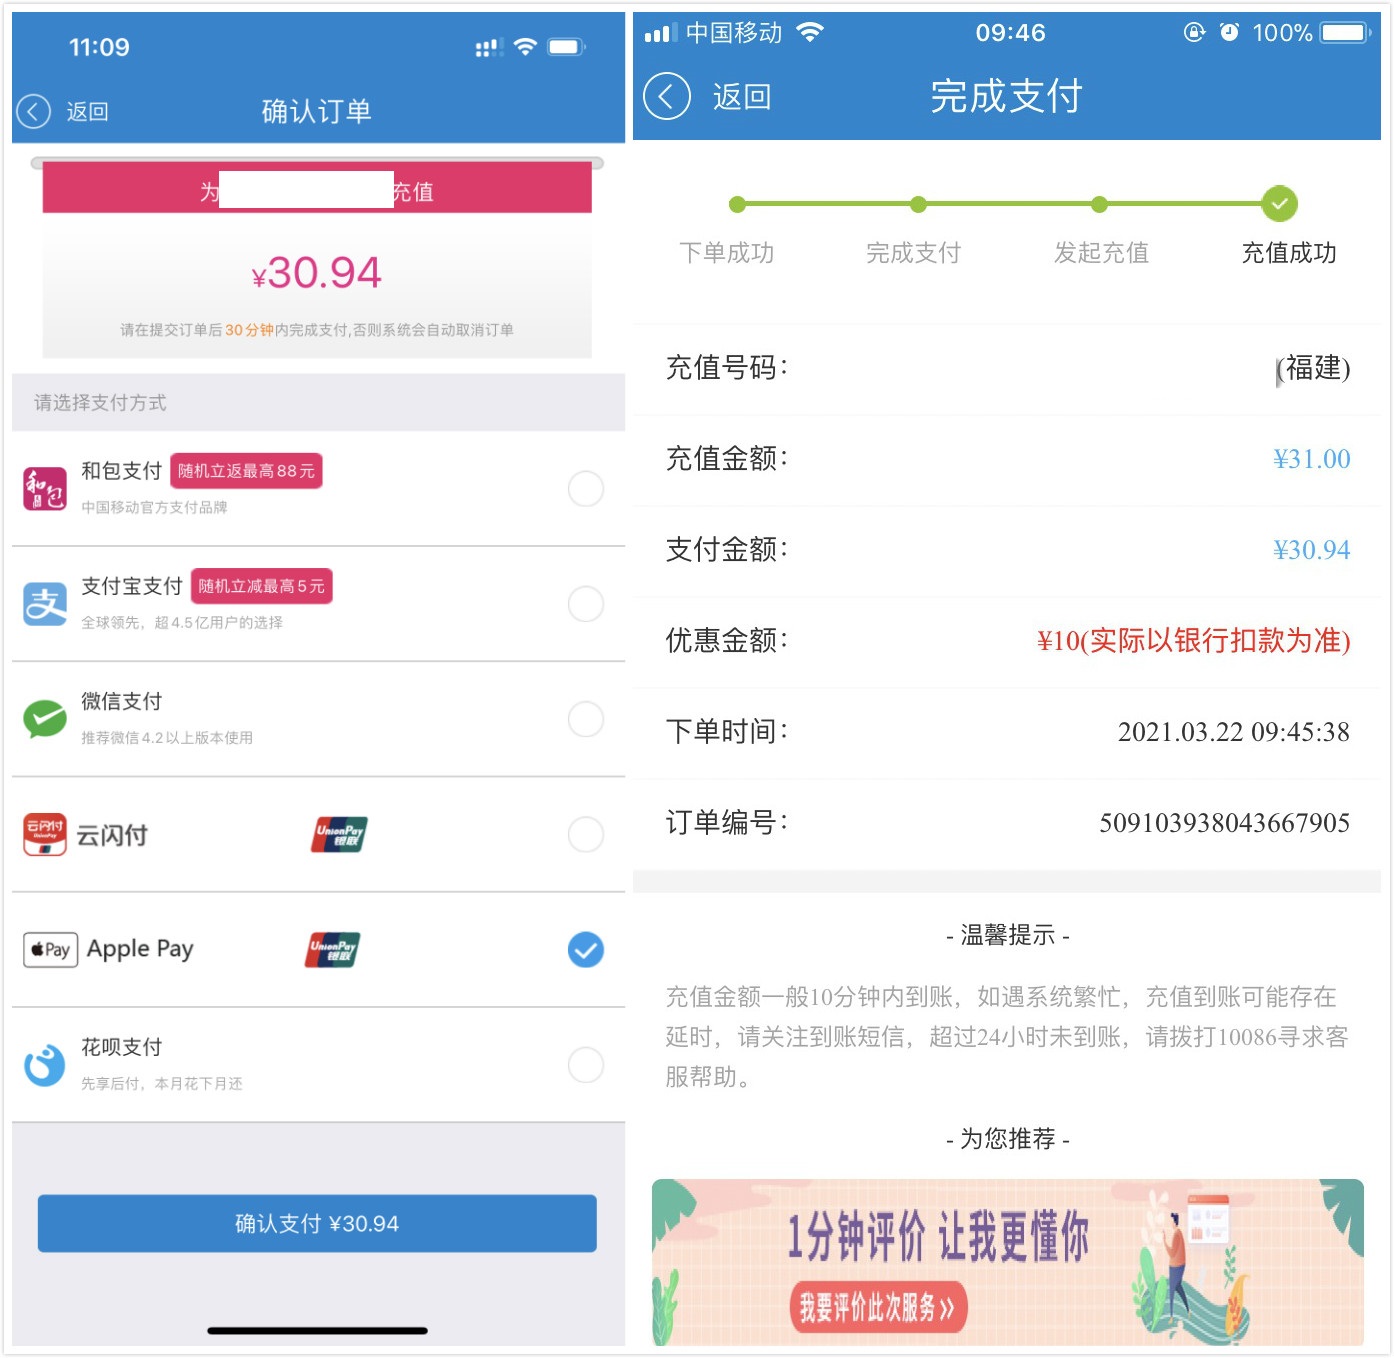 11:09
返回
确认订单
为
充值
¥30.94
请在提交订单后30分钟内完成支付,否则系统会自动取消订单
请选择支付方式
和包
和包支付
随机立返最高88元
中国移动官方支付品牌
支
支付宝支付
随机立减最高5元
全球领先，超4.5亿用户的选择
微信支付
推荐微信4.2以上版本使用
云闪付
UnionPay
云闪付
UnionPay
银联
Pay
Apple Pay
UnionPay
银联
花呗支付
先享后付，本月花下月还
确认支付 ¥30.94
中国移动
09:46
100%
返回
完成支付
下单成功
完成支付
发起充值
充值成功
充值号码：
(福建)
充值金额：
¥31.00
支付金额：
¥30.94
优惠金额：
¥10(实际以银行扣款为准)
下单时间：
2021.03.22 09:45:38
订单编号：
509103938043667905
- 温馨提示 -
充值金额一般10分钟内到账，如遇系统繁忙，充值到账可能存在
延时，请关注到账短信，超过24小时未到账，请拨打10086寻求客
服帮助。
- 为您推荐 -
1分钟评价 让我更懂你
我要评价此次服务»